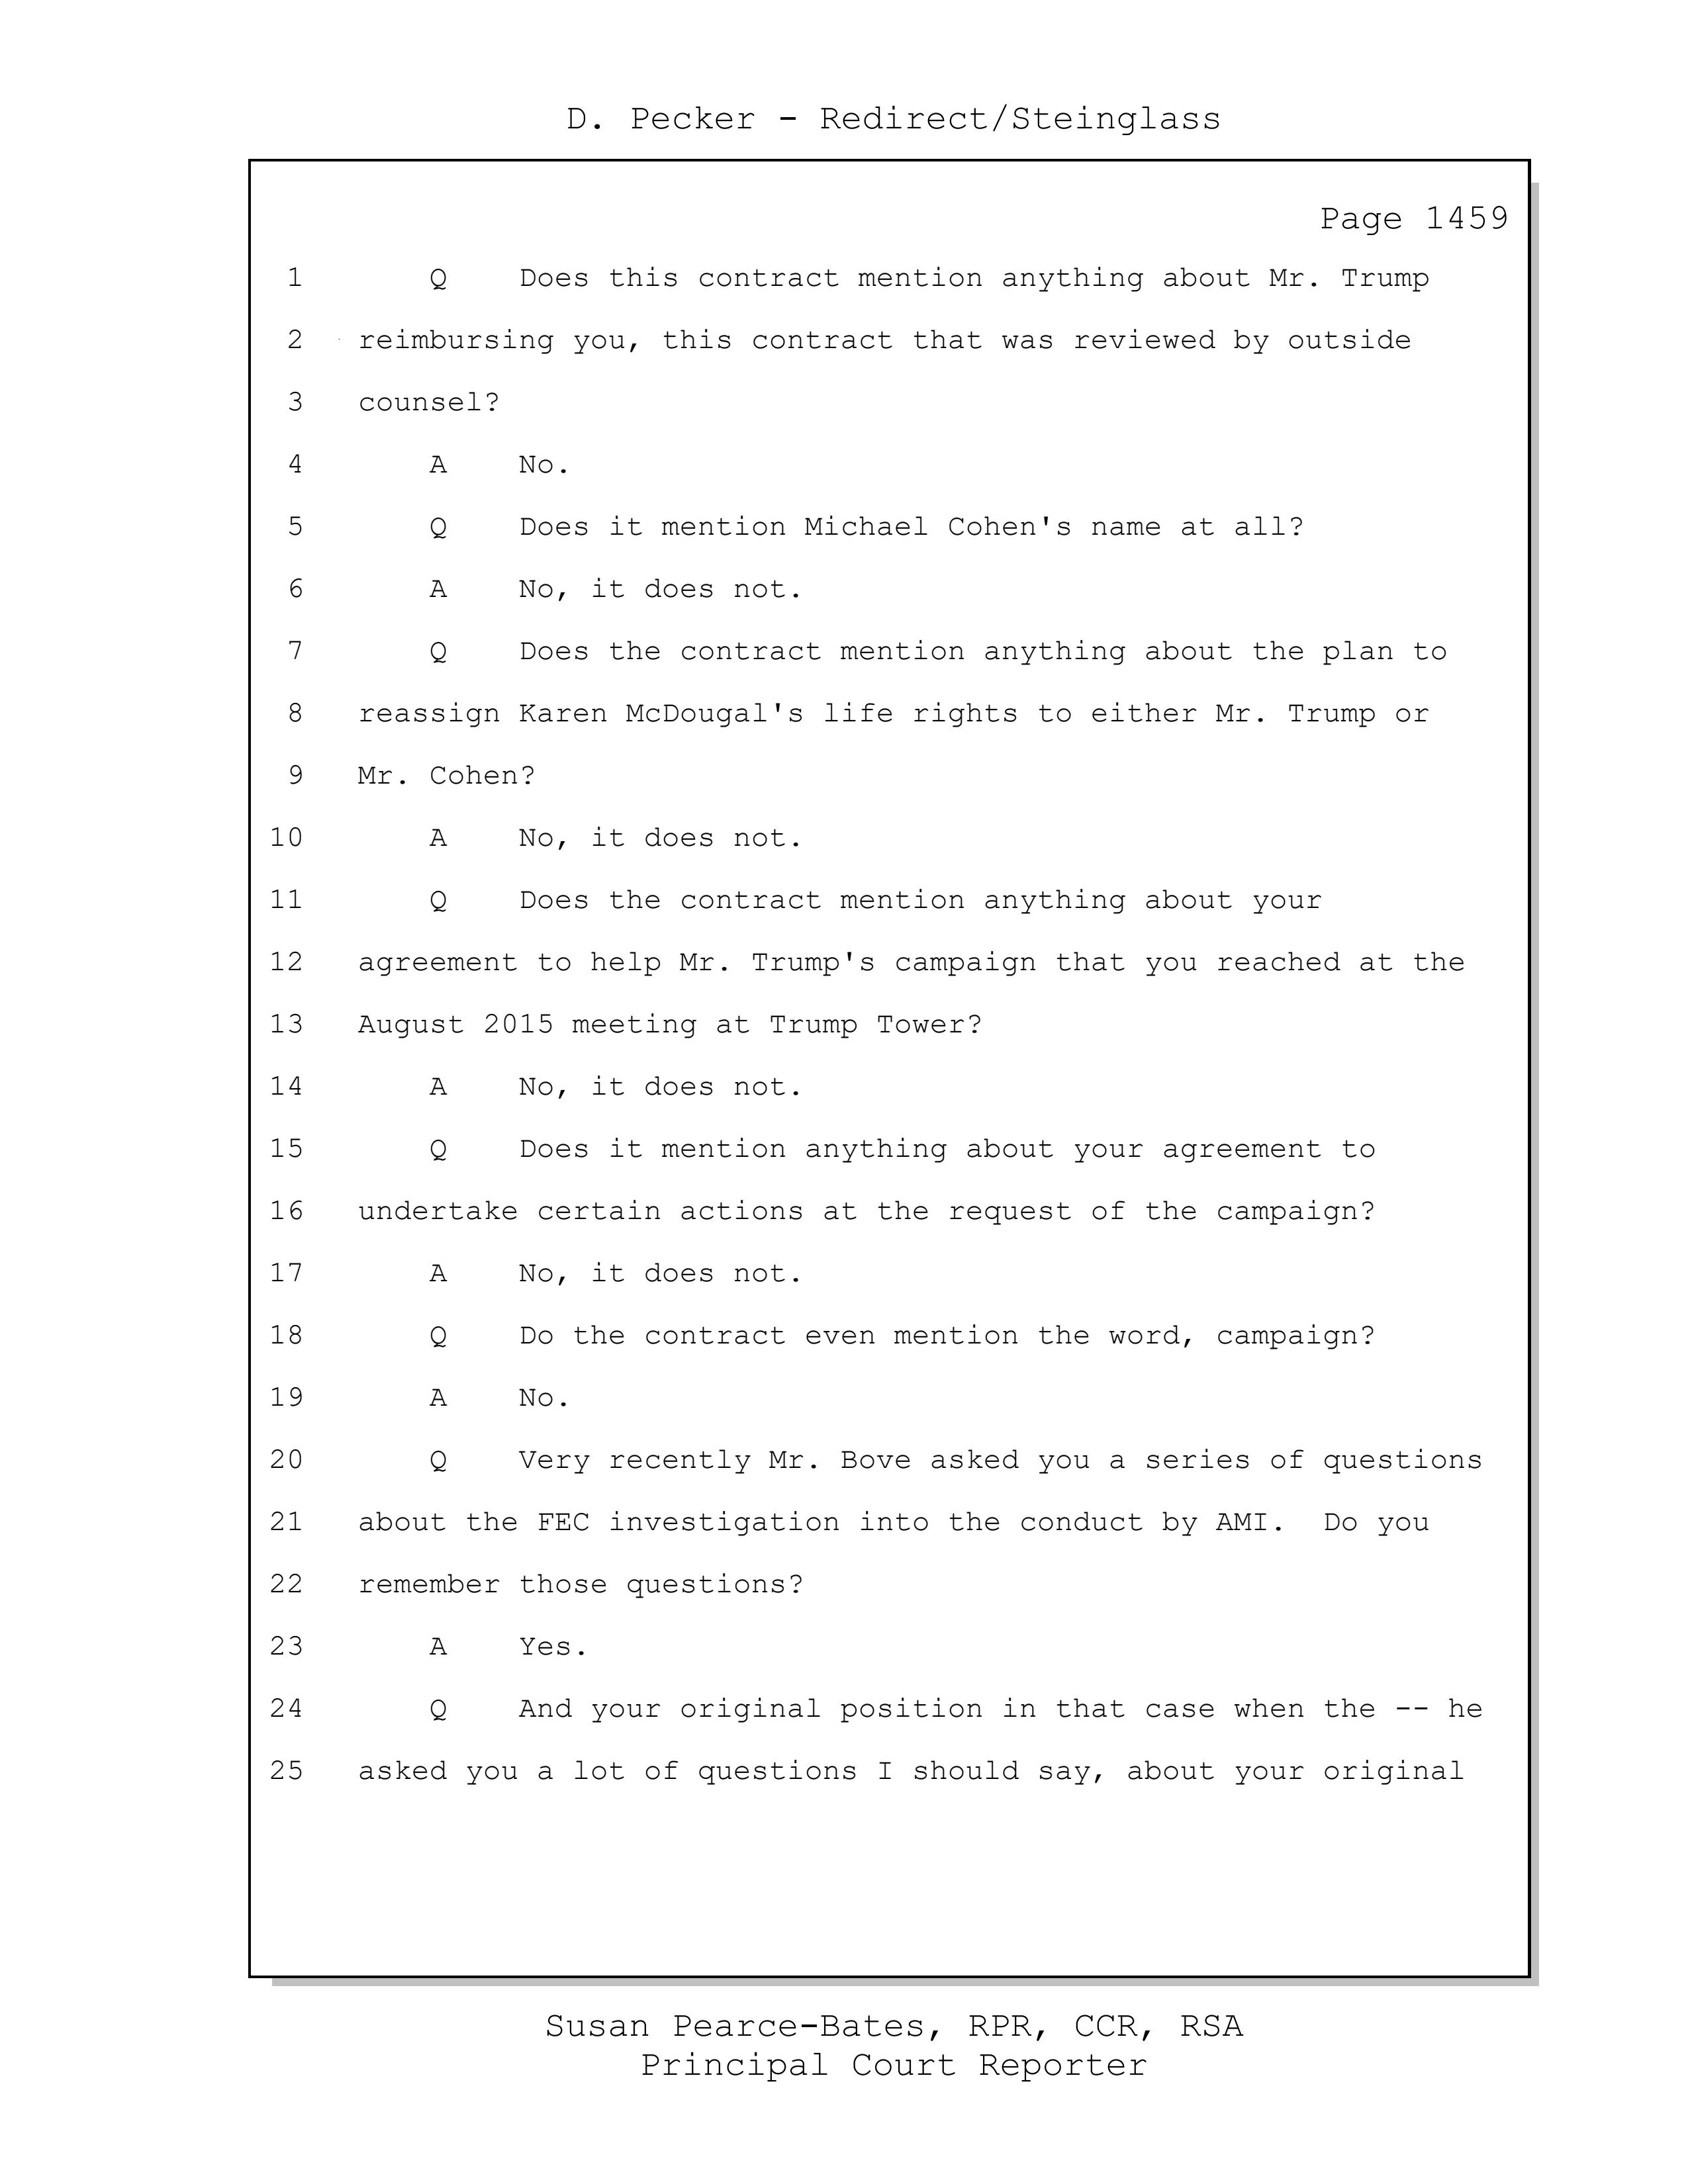 D. Pecker - Redirect/Steinglass
Page 1459
1 Q Does this contract mention anything about Mr. Trump
2 reimbursing you, this contract that was reviewed by outside
3 counsel?
4 A No.
5 Q Does it mention Michael Cohen's name at all?
6 A No, it does not.
7 Q Does the contract mention anything about the plan to
8 reassign Karen McDougal's life rights to either Mr. Trump or
9 Mr. Cohen?
10 A No, it does not.
11 Q Does the contract mention anything about your
12 agreement to help Mr. Trump's campaign that you reached at the
13 August 2015 meeting at Trump Tower?
14 A No, it does not.
15 Q Does it mention anything about your agreement to
16 undertake certain actions at the request of the campaign?
17 A No, it does not.
18 Q Do the contract even mention the word, campaign?
19 A No.
20 Q Very recently Mr. Bove asked you a series of questions
21 about the FEC investigation into the conduct by AMI. Do you
22 remember those questions?
23 A Yes.
24 Q And your original position in that case when the -- he
25 asked you a lot of questions I should say, about your original
Susan Pearce-Bates, RPR, CCR, RSA
Principal Court Reporter